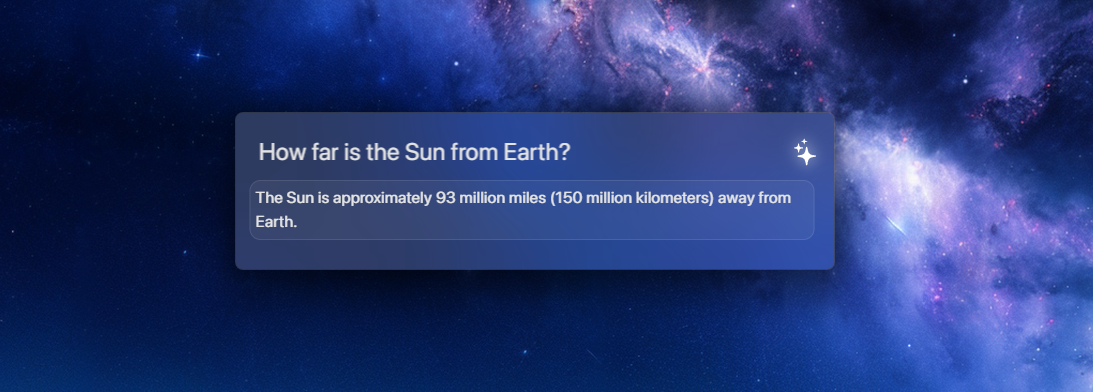 How far is the Sun from Earth?
The Sun is approximately 93 million miles (150 million kilometers) away from
Earth.